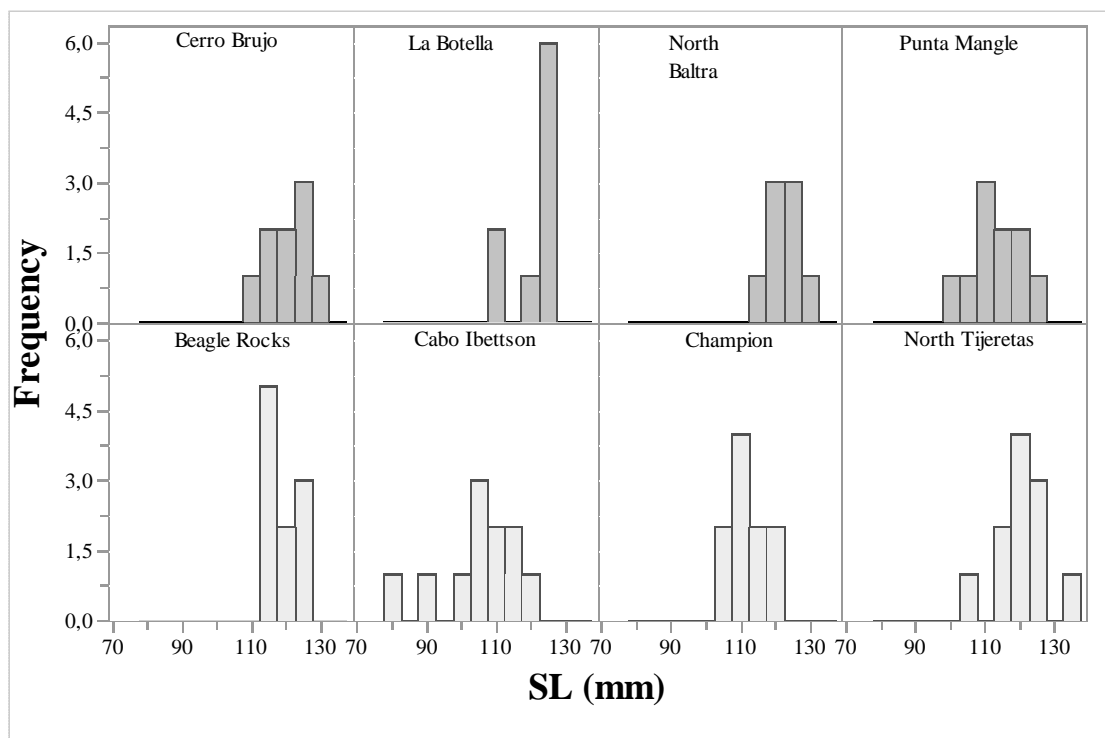 Cerro Brujo
La Botella
North
Baltra
Punta Mangle
6,0
4,5
3,0
1,5
0,0
Frequency
Beagle Rocks
Cabo Ibettson
Champion
North Tijeretas
6,0
4,5
3,0
1,5
0,0
70 90 110 130 70 90 110 130 70 90 110 130 70 90 110 130
SL (mm)